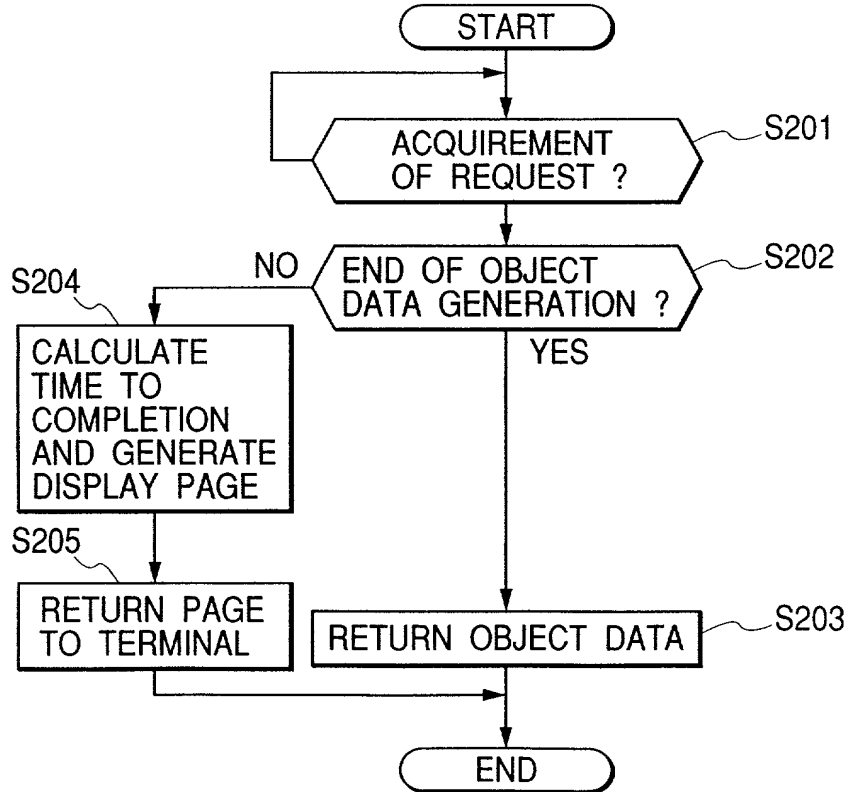 START
ACQUIREMENT
OF REQUEST ?
S201
END OF OBJECT
DATA GENERATION ?
S202
NO
YES
S204
CALCULATE
TIME TO
COMPLETION
AND GENERATE
DISPLAY PAGE
S205
RETURN PAGE
TO TERMINAL
RETURN OBJECT DATA
S203
END